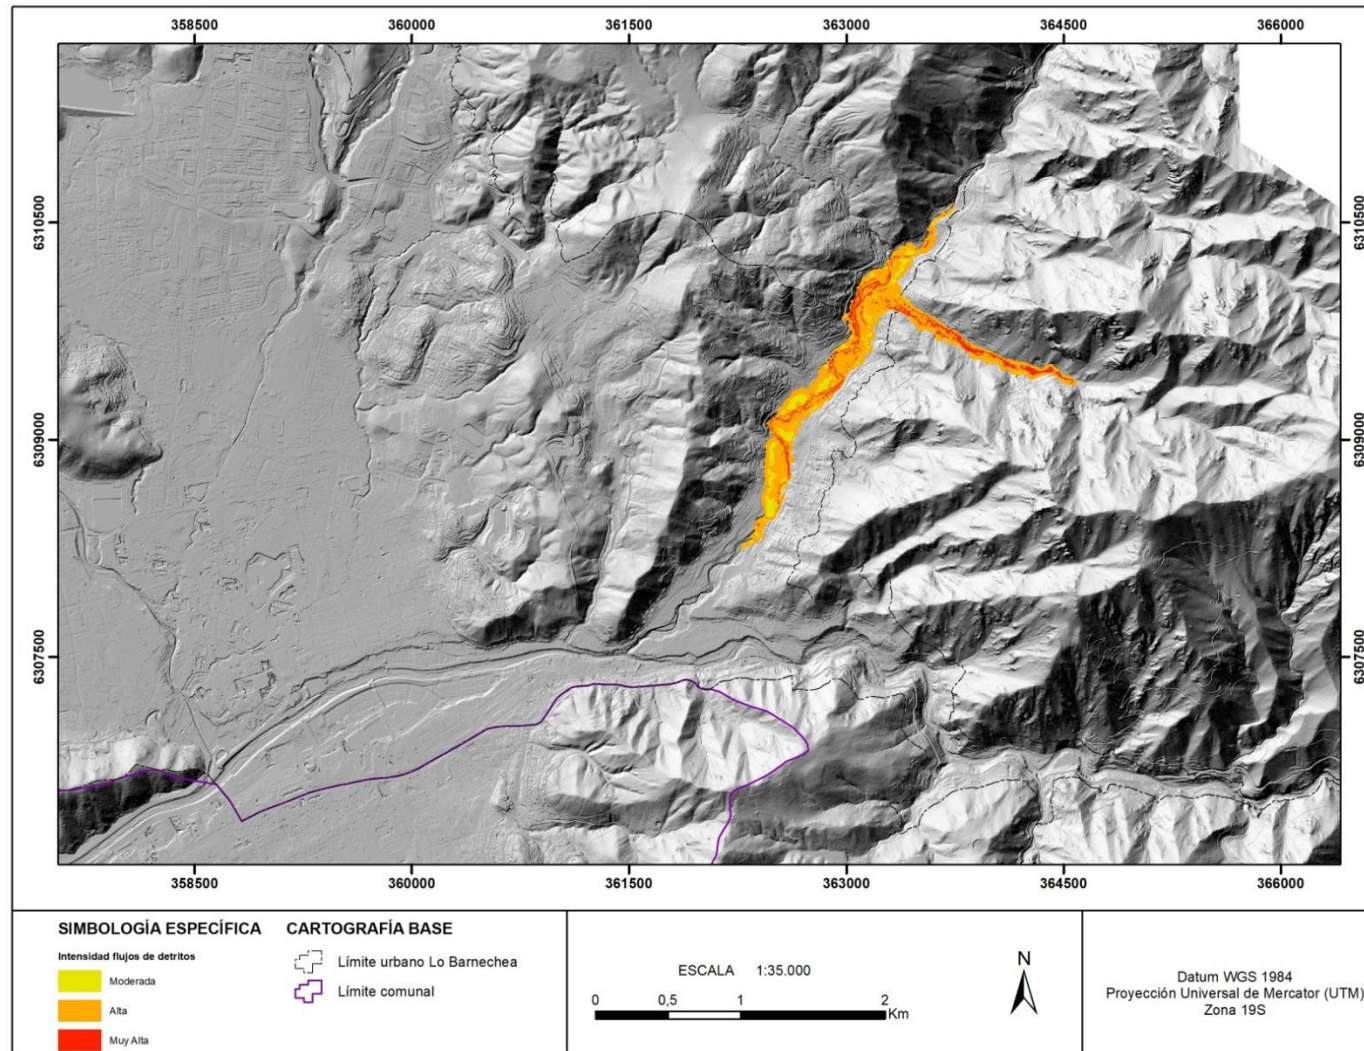 358500 360000 361500 363000 364500 366000
6310500 6310500
6309000 6309000
6307500 6307500
358500 360000 361500 363000 364500 366000
SIMBOLOGÍA ESPECÍFICA
Intensidad flujos de detritos
Moderada
Alta
Muy Alta
CARTOGRAFÍA BASE
Límite urbano Lo Barnechea
Límite comunal
ESCALA 1:35.000
0 0,5 1 2
Km
N
Datum WGS 1984
Proyección Universal de Mercator (UTM)
Zona 19S